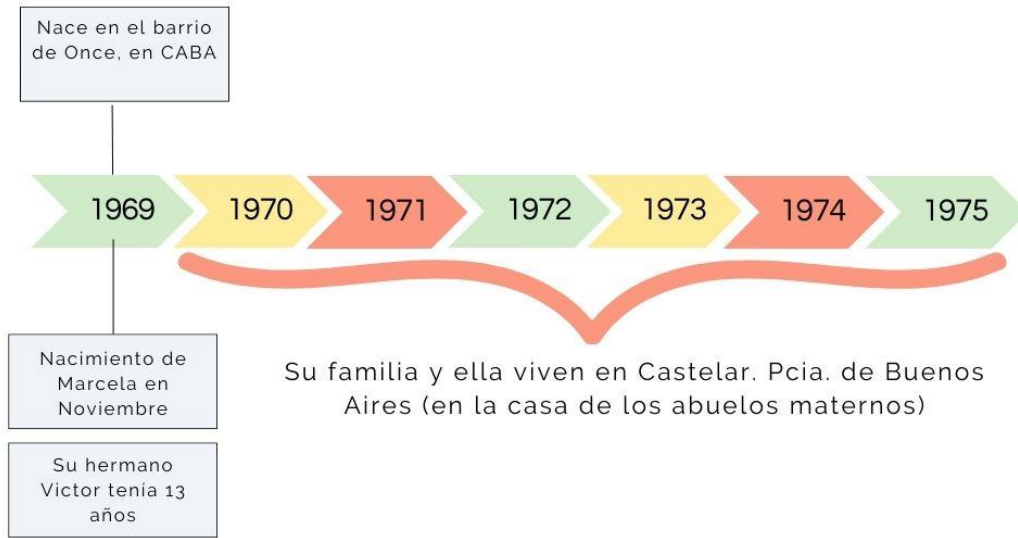 Nace en el barrio
de Once, en CABA
1969
1970
1971
1972
1973
1974
1975
Nacimiento de
Marcela en
Noviembre
Su hermano
Victor tenía 13
años
Su familia y ella viven en Castelar. Pcia. de Buenos
Aires (en la casa de los abuelos maternos)